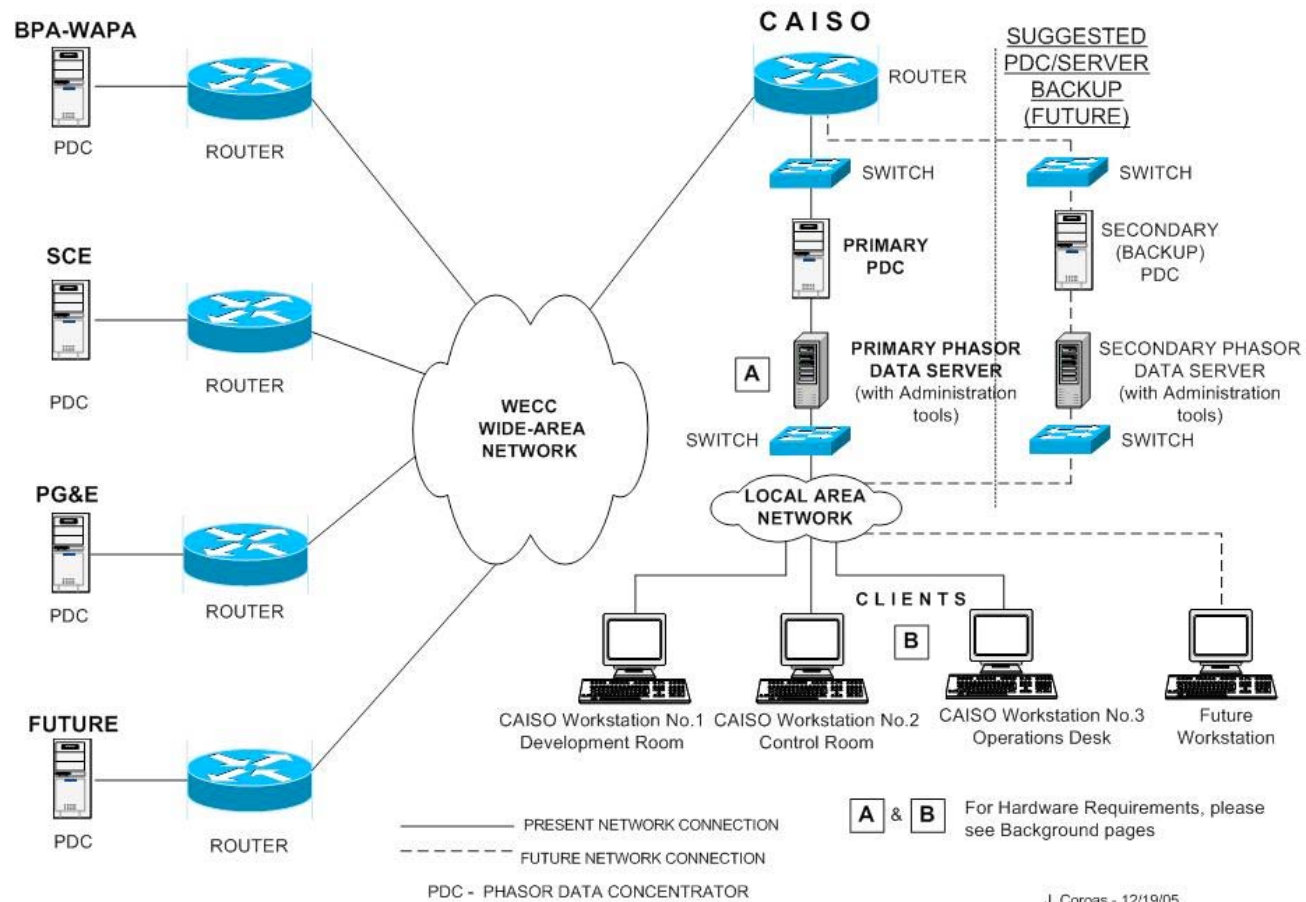 BPA-WAPA
PDC
ROUTER
SCE
PDC
ROUTER
PG&E
PDC
ROUTER
FUTURE
PDC
ROUTER
WECC
WIDE-AREA
NETWORK
CAISO
ROUTER
SWITCH
PRIMARY
PDC
A
PRIMARY PHASOR
DATA SERVER
(with Administration
tools)
SWITCH
SUGGESTED
PDC/SERVER
BACKUP
(FUTURE)
SWITCH
SECONDARY
(BACKUP)
PDC
SECONDARY PHASOR
DATA SERVER
(with Administration
tools)
SWITCH
LOCAL AREA
NETWORK
CLIENTS
B
CAISO Workstation No.1
Development Room
CAISO Workstation No.2
Control Room
CAISO Workstation No.3
Operations Desk
Future
Workstation
A & B For Hardware Requirements, please
see Background pages
PRESENT NETWORK CONNECTION
FUTURE NETWORK CONNECTION
PDC - PHASOR DATA CONCENTRATOR
J. Coroas - 12/19/05